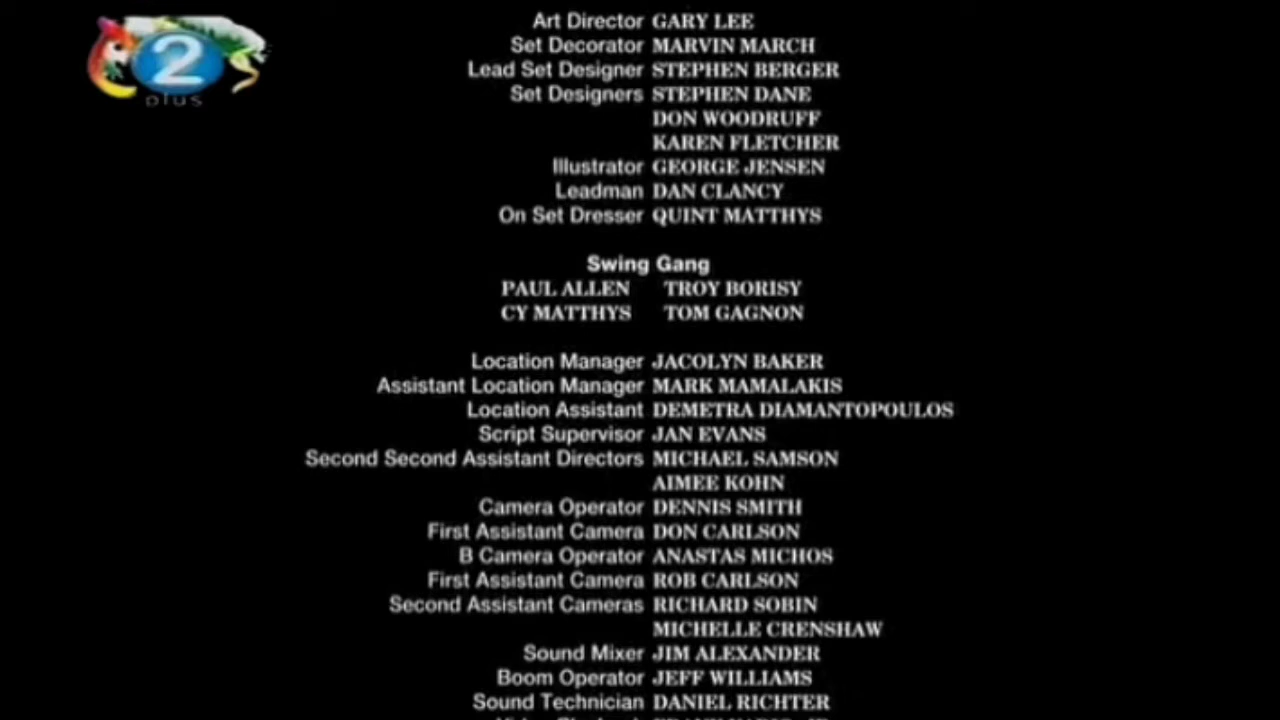 2
plus
Art Director GARY LEE
Set Decorator MARVIN MARCH
Lead Set Designer STEPHEN BERGER
Set Designers STEPHEN DANE
DON WOODRUFF
KAREN FLETCHER
Illustrator GEORGE JENSEN
Leadman DAN CLANCY
On Set Dresser QUINT MATTHYS
Swing Gang
PAUL ALLEN TROY BORISY
CY MATTHYS TOM GAGNON
Location Manager JACOLYN BAKER
Assistant Location Manager MARK MAMALAKIS
Location Assistant DEMETRA DIAMANTOPOULOS
Script Supervisor JAN EVANS
Second Second Assistant Directors MICHAEL SAMSON
AIMEE KOHN
Camera Operator DENNIS SMITH
First Assistant Camera DON CARLSON
B Camera Operator ANASTAS MICHOS
First Assistant Camera ROB CARLSON
Second Assistant Cameras RICHARD SOBIN
MICHELLE CRENSHAW
Sound Mixer JIM ALEXANDER
Boom Operator JEFF WILLIAMS
Sound Technician DANIEL RICHTER